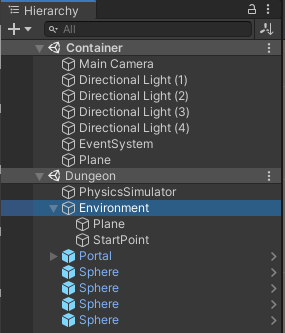 Hierarchy
All
Container
Main Camera
Directional Light (1)
Directional Light (2)
Directional Light (3)
Directional Light (4)
EventSystem
Plane
Dungeon
PhysicsSimulator
Environment
Plane
StartPoint
Portal
Sphere
Sphere
Sphere
Sphere